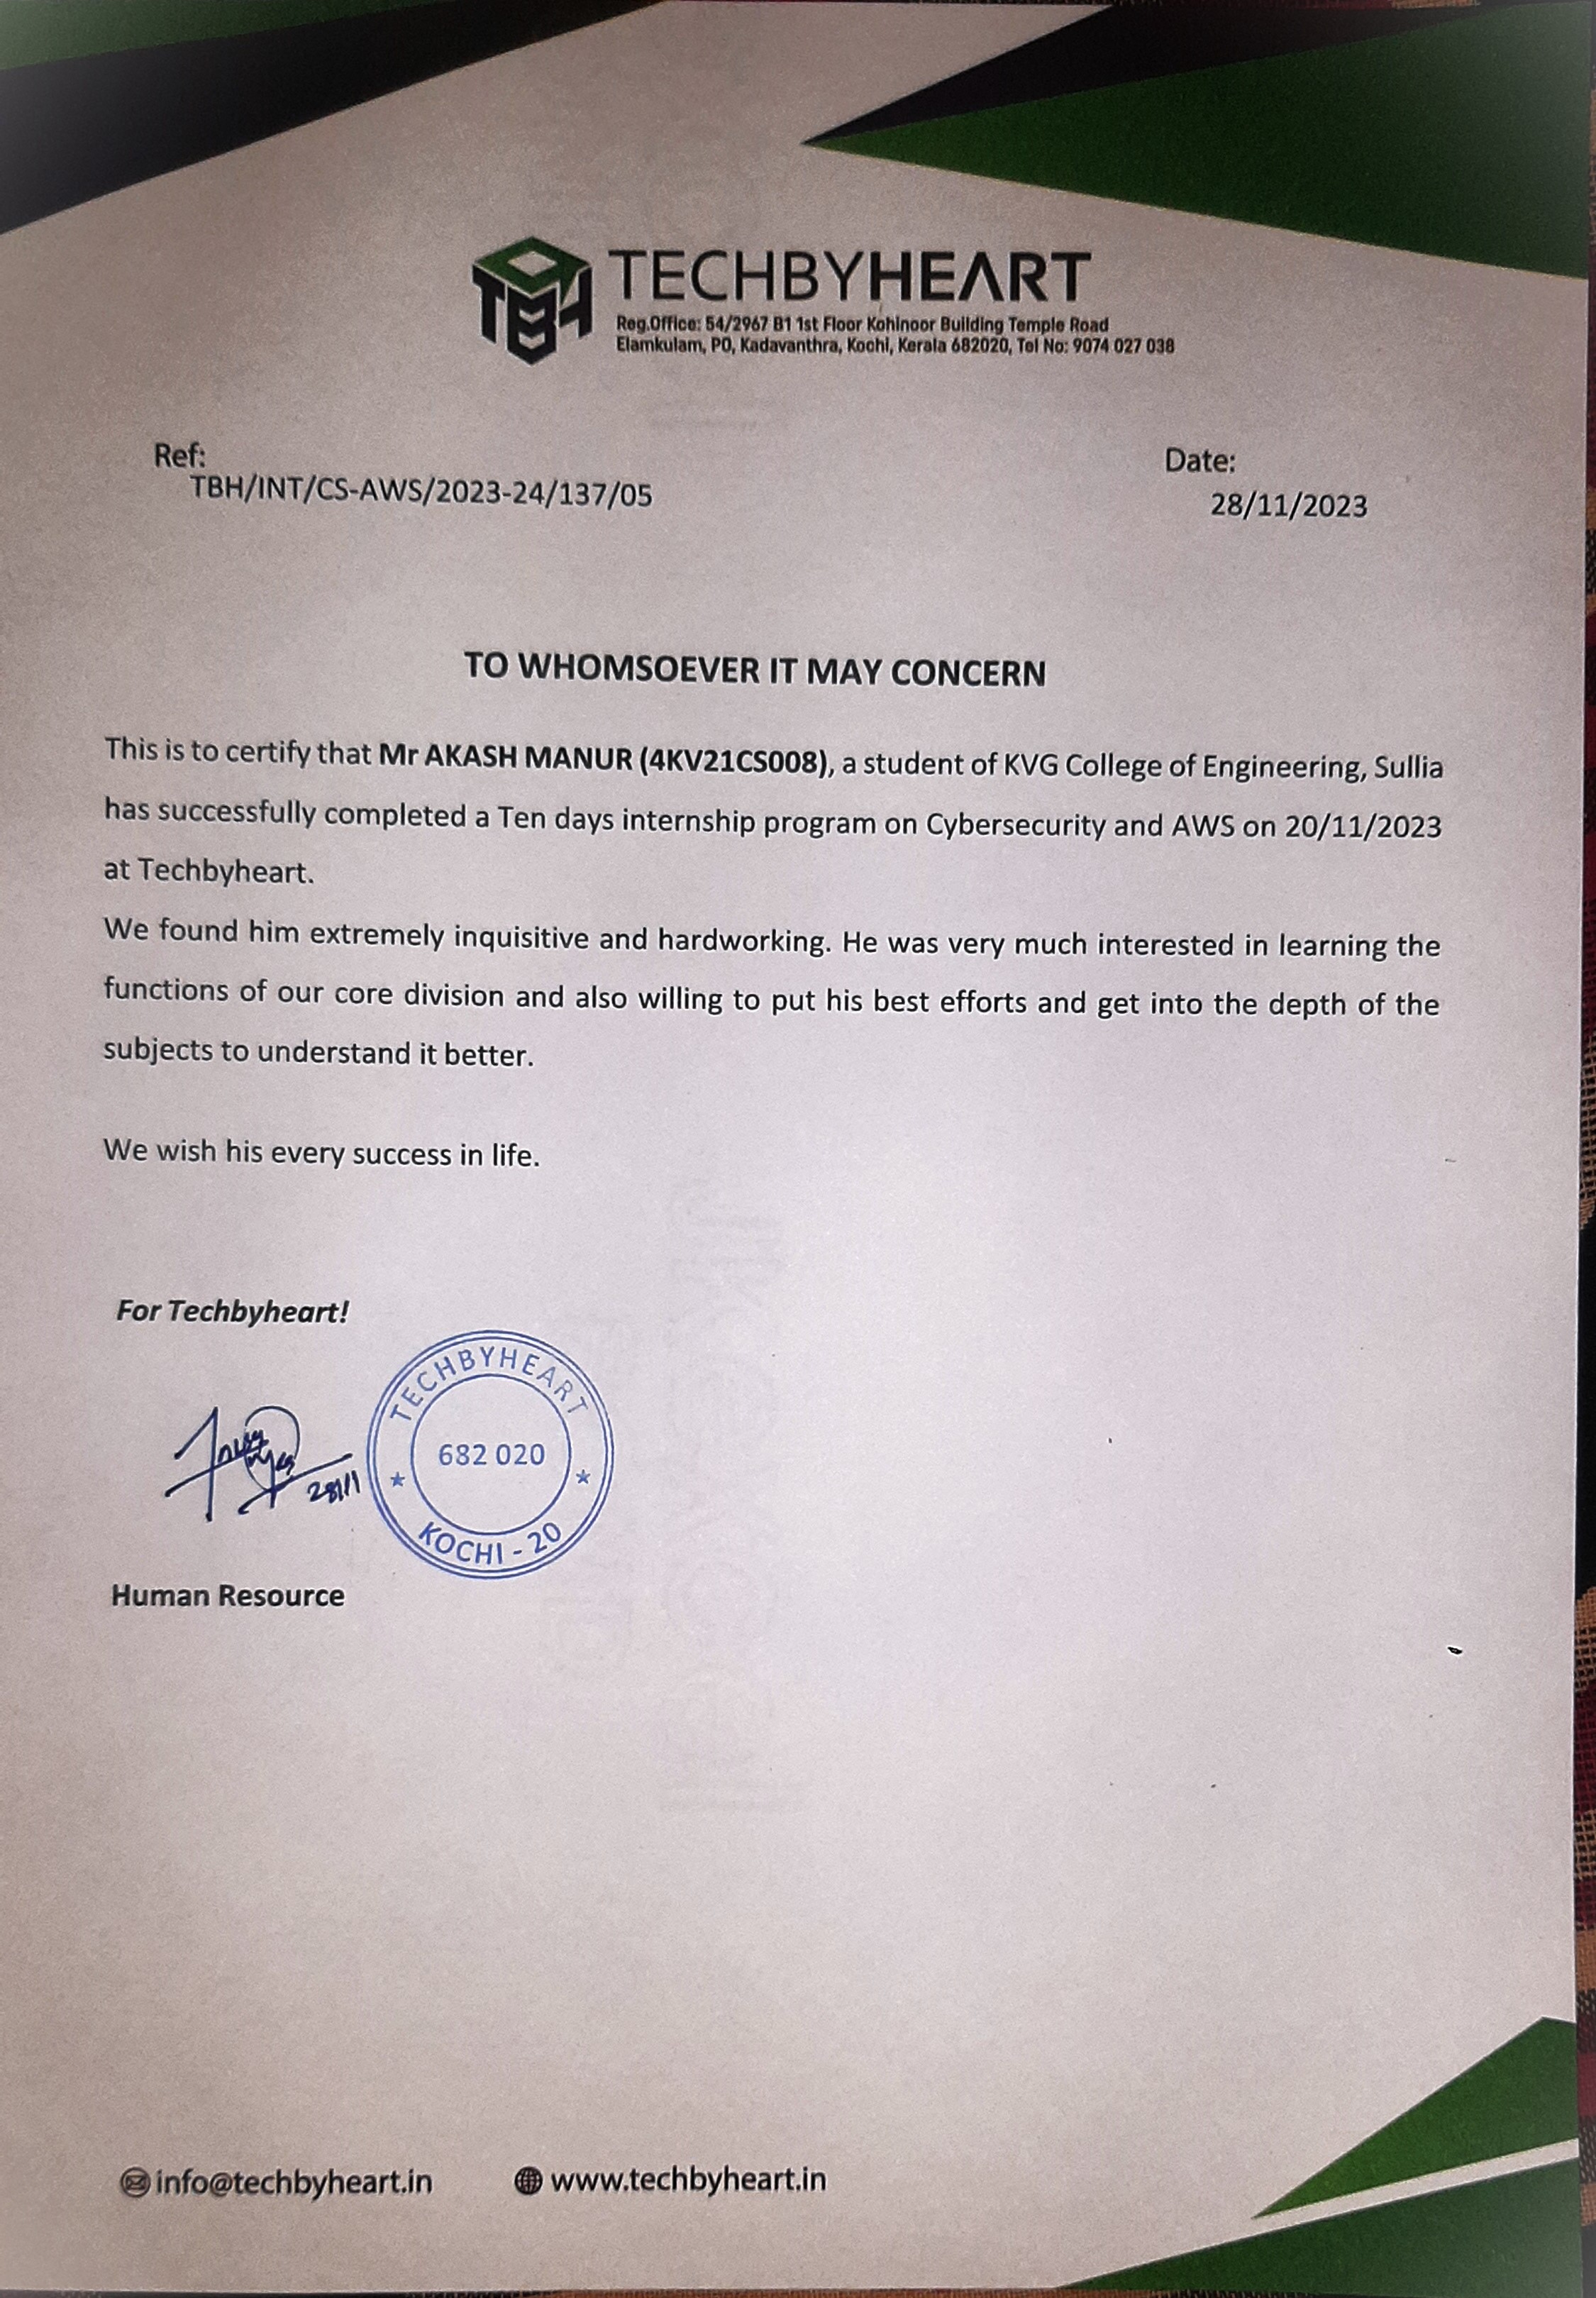 TECHBYHEART
TBH
Reg.Office: 54/2967 B1 1st Floor Kohinoor Building Temple Road
Elamkulam, PO, Kadavanthra, Kochi, Kerala 682020, Tel No: 9074 027 038
Ref:
TBH/INT/CS-AWS/2023-24/137/05
Date:
28/11/2023
TO WHOMSOEVER IT MAY CONCERN
This is to certify that Mr AKASH MANUR (4KV21CS008), a student of KVG College of Engineering, Sullia
has successfully completed a Ten days internship program on Cybersecurity and AWS on 20/11/2023
at Techbyheart.
We found him extremely inquisitive and hardworking. He was very much interested in learning the
functions of our core division and also willing to put his best efforts and get into the depth of the
subjects to understand it better.
We wish his every success in life.
For Techbyheart!
TECHBYHEART
682 020
KOCHI - 20
28/11
Human Resource
info@techbyheart.in
www.techbyheart.in